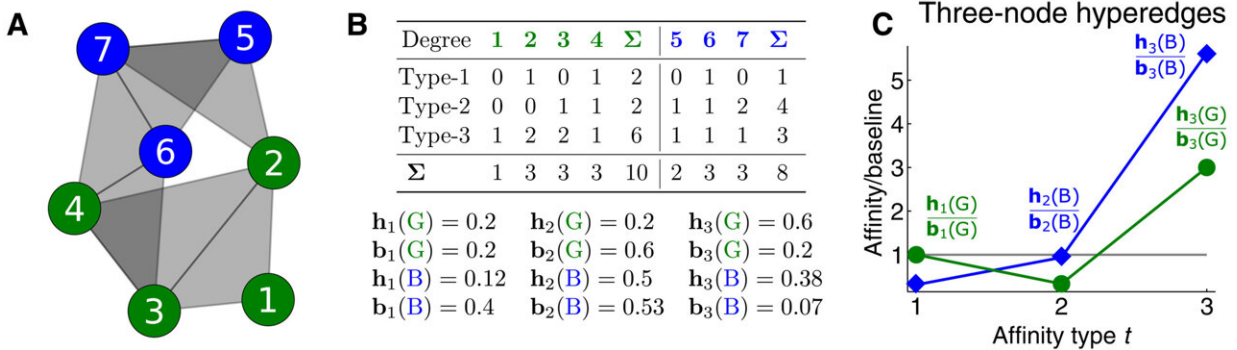 A
7
5
6
2
4
3
1
B
Degree 1 2 3 4 Σ 5 6 7 Σ
Type-1 0 1 0 1 2 0 1 0 1
Type-2 0 0 1 1 2 1 1 2 4
Type-3 1 2 2 1 6 1 1 1 3
Σ 1 3 3 3 10 2 3 3 8
h₁(G) = 0.2 h₂(G) = 0.2 h₃(G) = 0.6
b₁(G) = 0.2 b₂(G) = 0.6 b₃(G) = 0.2
h₁(B) = 0.12 h₂(B) = 0.5 h₃(B) = 0.38
b₁(B) = 0.4 b₂(B) = 0.53 b₃(B) = 0.07
C
Three-node hyperedges
h₃(B)
b₃(B)
h₃(G)
b₃(G)
h₁(G)
b₁(G)
h₂(B)
b₂(B)
5
4
3
2
1
Affinity/baseline
1 2 3
Affinity type t